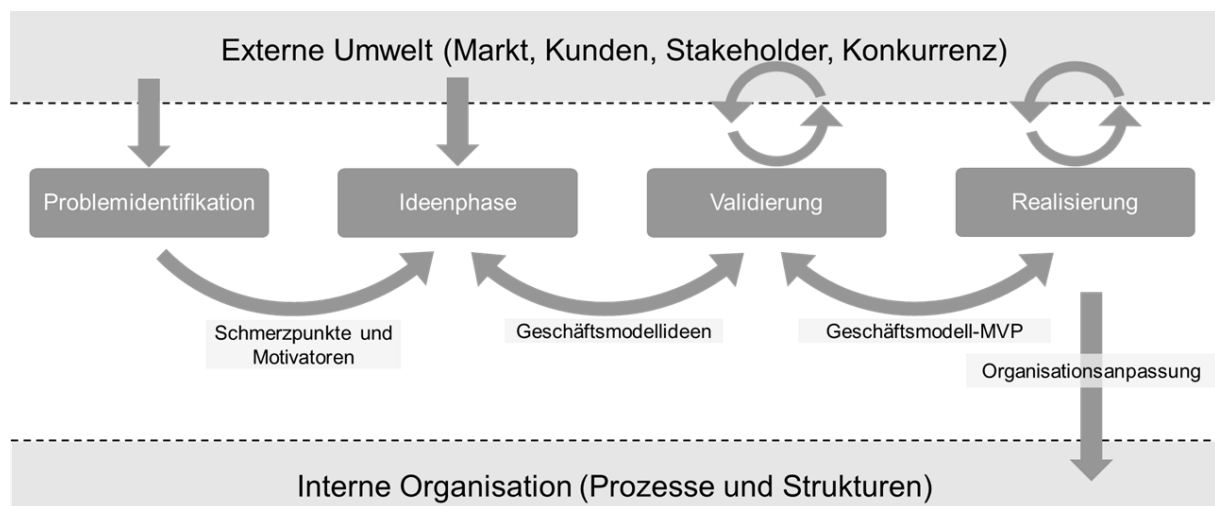 Externe Umwelt (Markt, Kunden, Stakeholder, Konkurrenz)
Problemidentifikation
Ideenphase
Validierung
Realisierung
Schmerzpunkte und
Motivatoren
Geschäftsmodellideen
Geschäftsmodell-MVP
Organisationsanpassung
Interne Organisation (Prozesse und Strukturen)